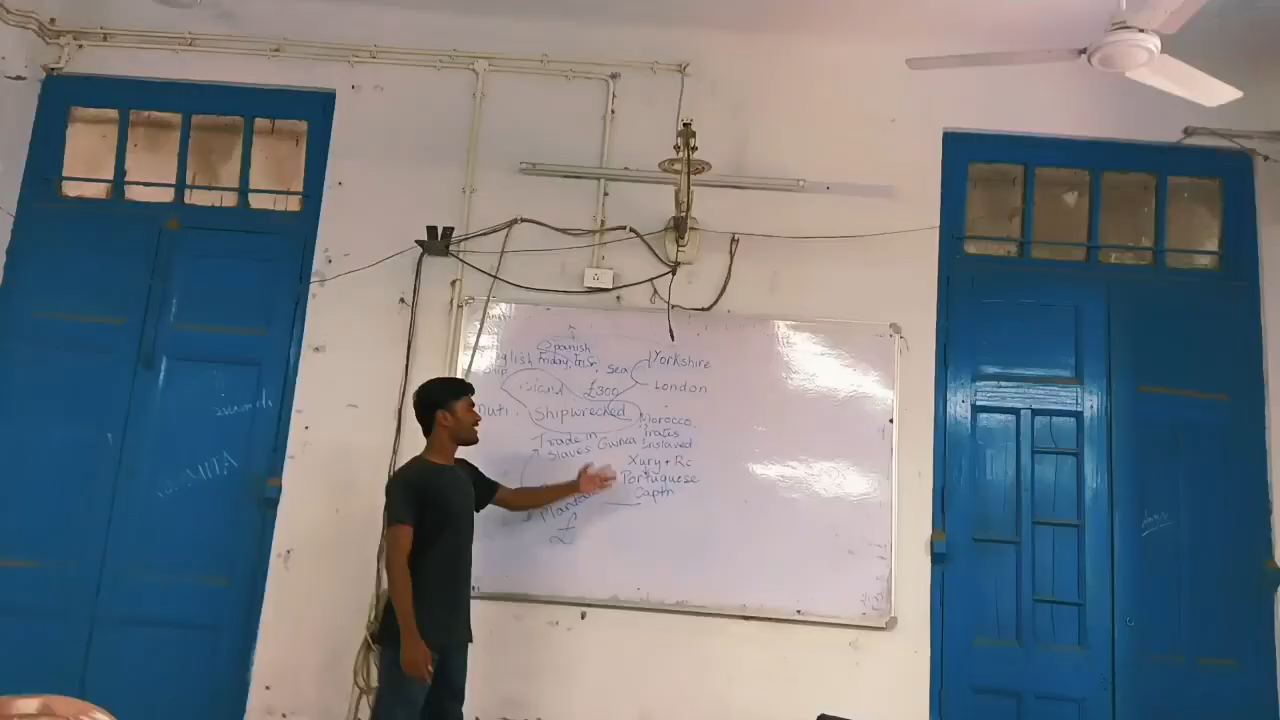 Spanish
English Friday,
Ship
Sea
Yorkshire
Island
£300
London
Shipwrecked
Morocco
Pirates
Enslaved
Trade in
Slaves Guinea
Xury + Rc
Portuguese
Captn
£